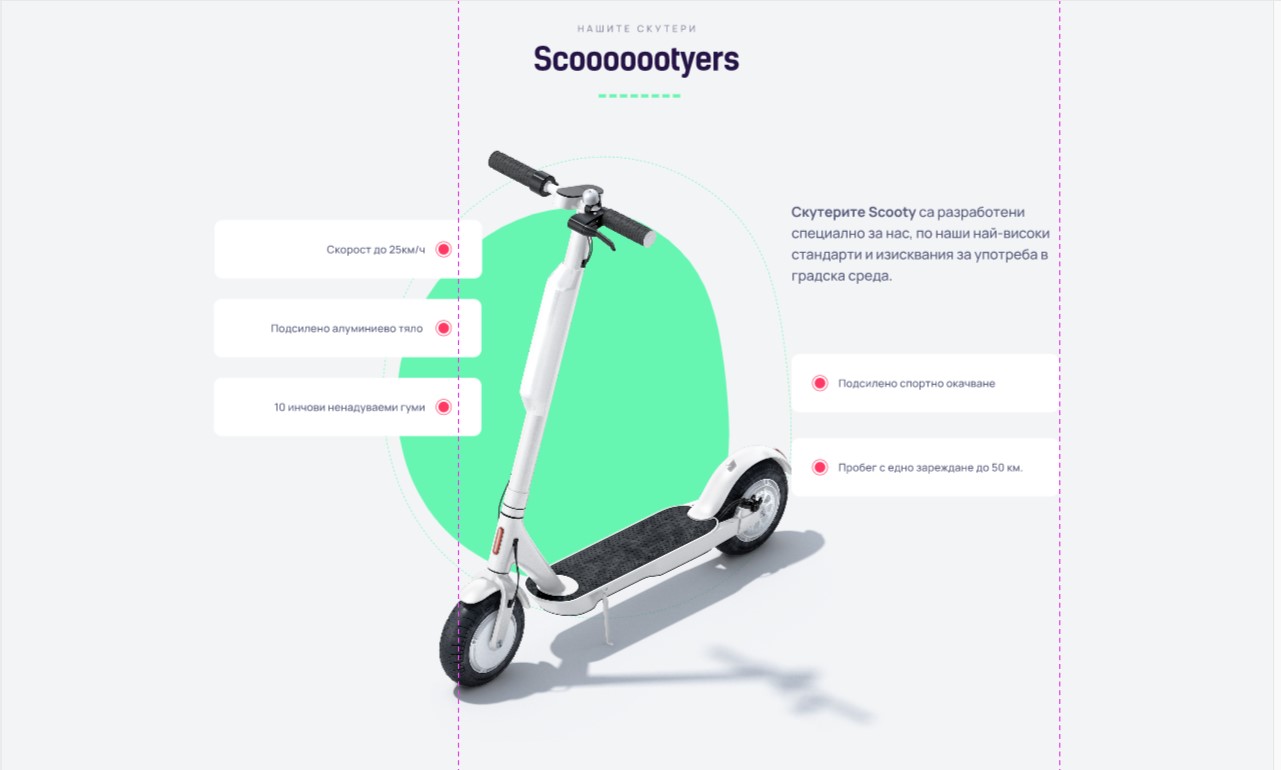 НАШИТЕ СКУТЕРИ
Scooooootyers
Скорост до 25км/ч
Подсилено алуминиево тяло
10 инчови ненадуваеми гуми
Скутерите Scooty са разработени
специално за нас, по наши най-високи
стандарти и изисквания за употреба в
градска среда.
Подсилено спортно окачване
Пробег с едно зареждане до 50 км.